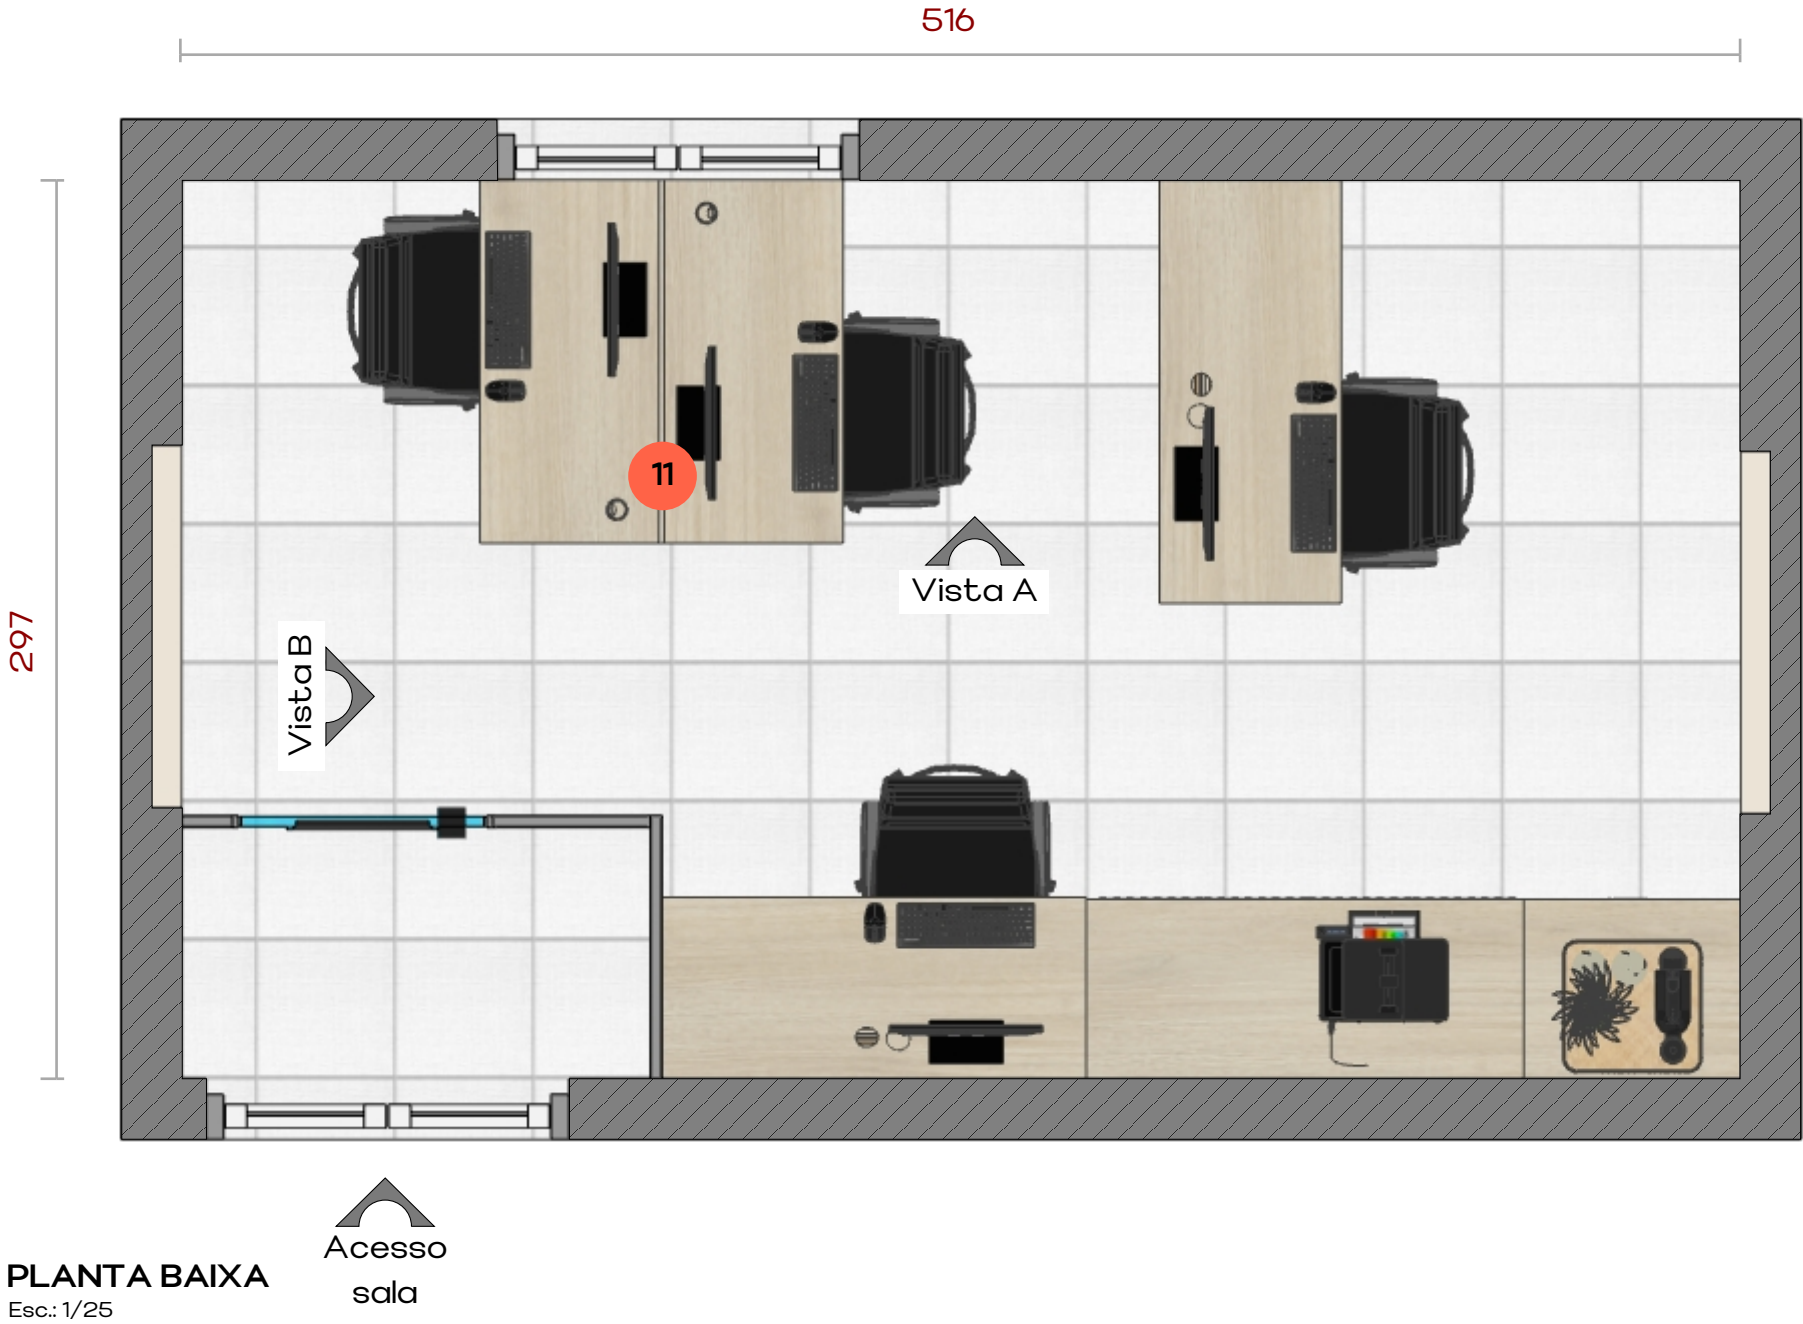 516
297
11
Vista A
Vista B
Acesso
sala
PLANTA BAIXA
Esc.: 1/25